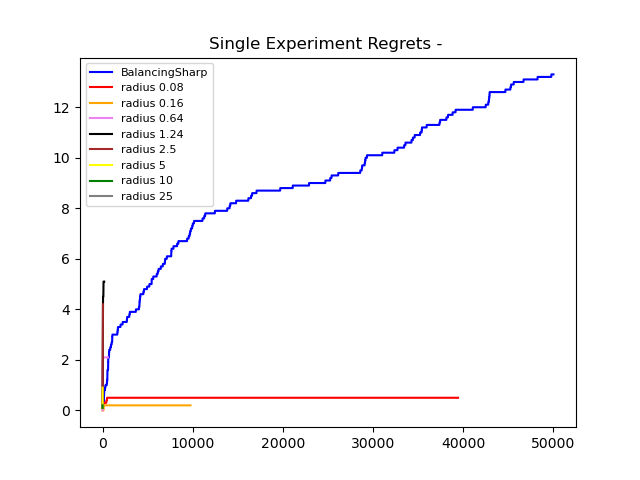 Single Experiment Regrets -
BalancingSharp
radius 0.08
radius 0.16
radius 0.64
radius 1.24
radius 2.5
radius 5
radius 10
radius 25
12
10
8
6
4
2
0
0 10000 20000 30000 40000 50000